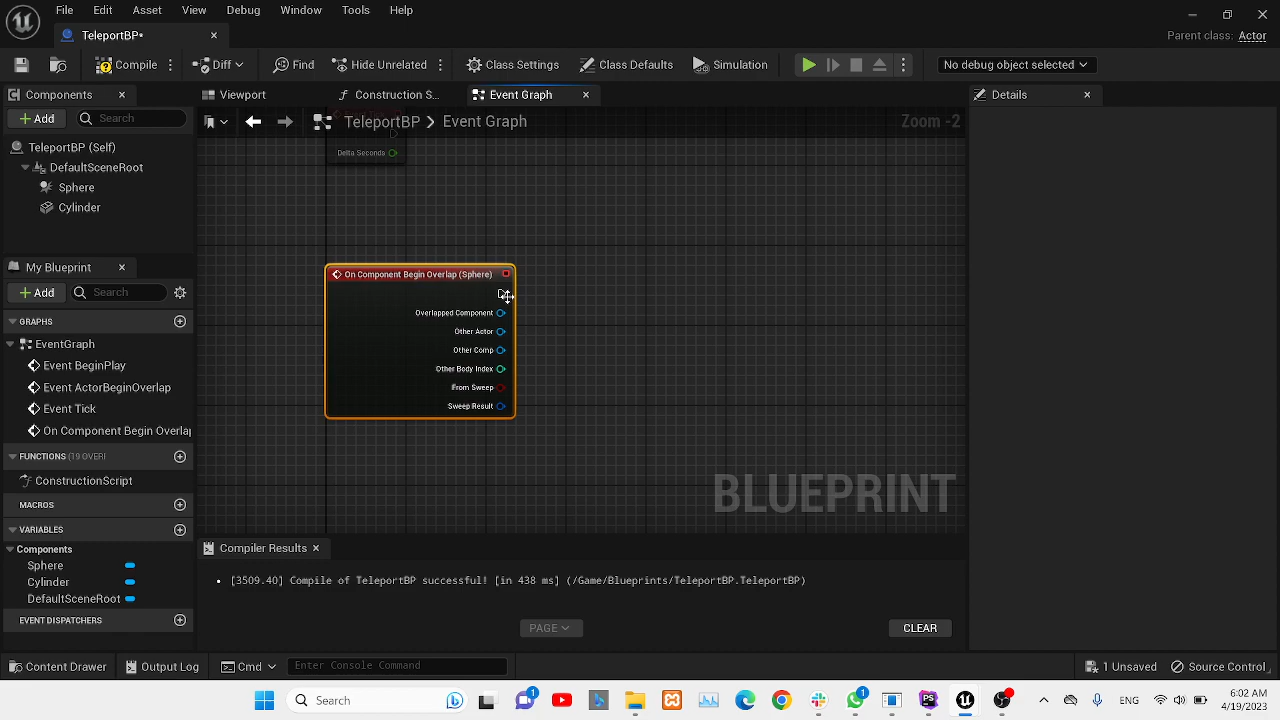 File Edit Asset View Debug Window Tools Help
TeleportBP•
Parent class: Actor
Compile Diff Find Hide Unrelated Class Settings Class Defaults Simulation No debug object selected
Components Viewport Construction S... Event Graph Details
Add Search
TeleportBP > Event Graph
Zoom -2
TeleportBP (Self)
DefaultSceneRoot
Sphere
Cylinder
Delta Seconds
My Blueprint
Add Search
GRAPHS
EventGraph
Event BeginPlay
Event ActorBeginOverlap
Event Tick
On Component Begin Overlap
FUNCTIONS (19 OVERI
ConstructionScript
MACROS
VARIABLES
Components
Sphere
Cylinder
DefaultSceneRoot
EVENT DISPATCHERS
On Component Begin Overlap (Sphere)
Overlapped Component
Other Actor
Other Comp
Other Body Index
From Sweep
Sweep Result
BLUEPRINT
Compiler Results
• [3509.40] Compile of TeleportBP successful! [in 438 ms] (/Game/Blueprints/TeleportBP.TeleportBP)
PAGE
CLEAR
Content Drawer Output Log Cmd Enter Console Command 1 Unsaved Source Control
Search
1
1
PS
ENG
6:02 AM
4/19/2023